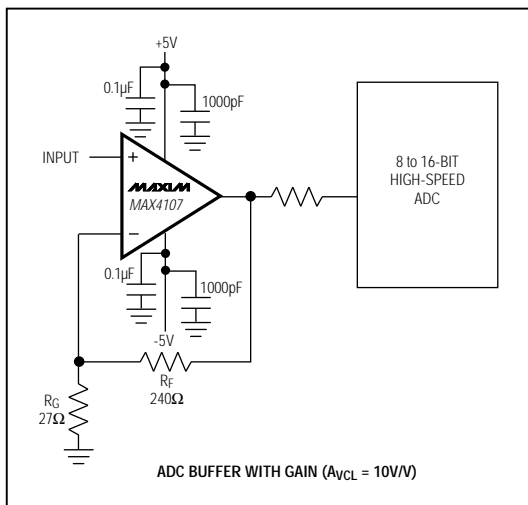 +5V
0.1µF
1000pF
INPUT
+
MAXIM
MAX4107
−
8 to 16-BIT
HIGH-SPEED
ADC
0.1µF
1000pF
-5V
RF
240Ω
RG
27Ω
ADC BUFFER WITH GAIN (AVCL = 10V/V)